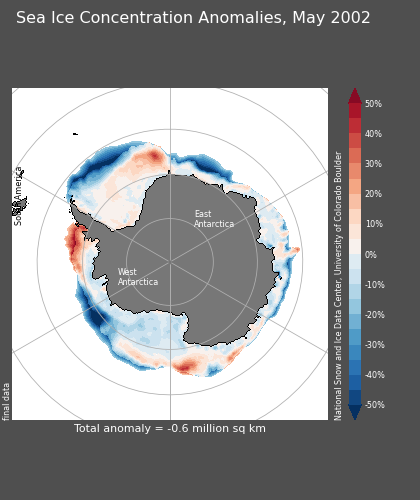 Sea Ice Concentration Anomalies, May 2002
South America
East
Antarctica
West
Antarctica
50%
40%
30%
20%
10%
0%
-10%
-20%
-30%
-40%
-50%
National Snow and Ice Data Center, University of Colorado Boulder
final data
Total anomaly = -0.6 million sq km